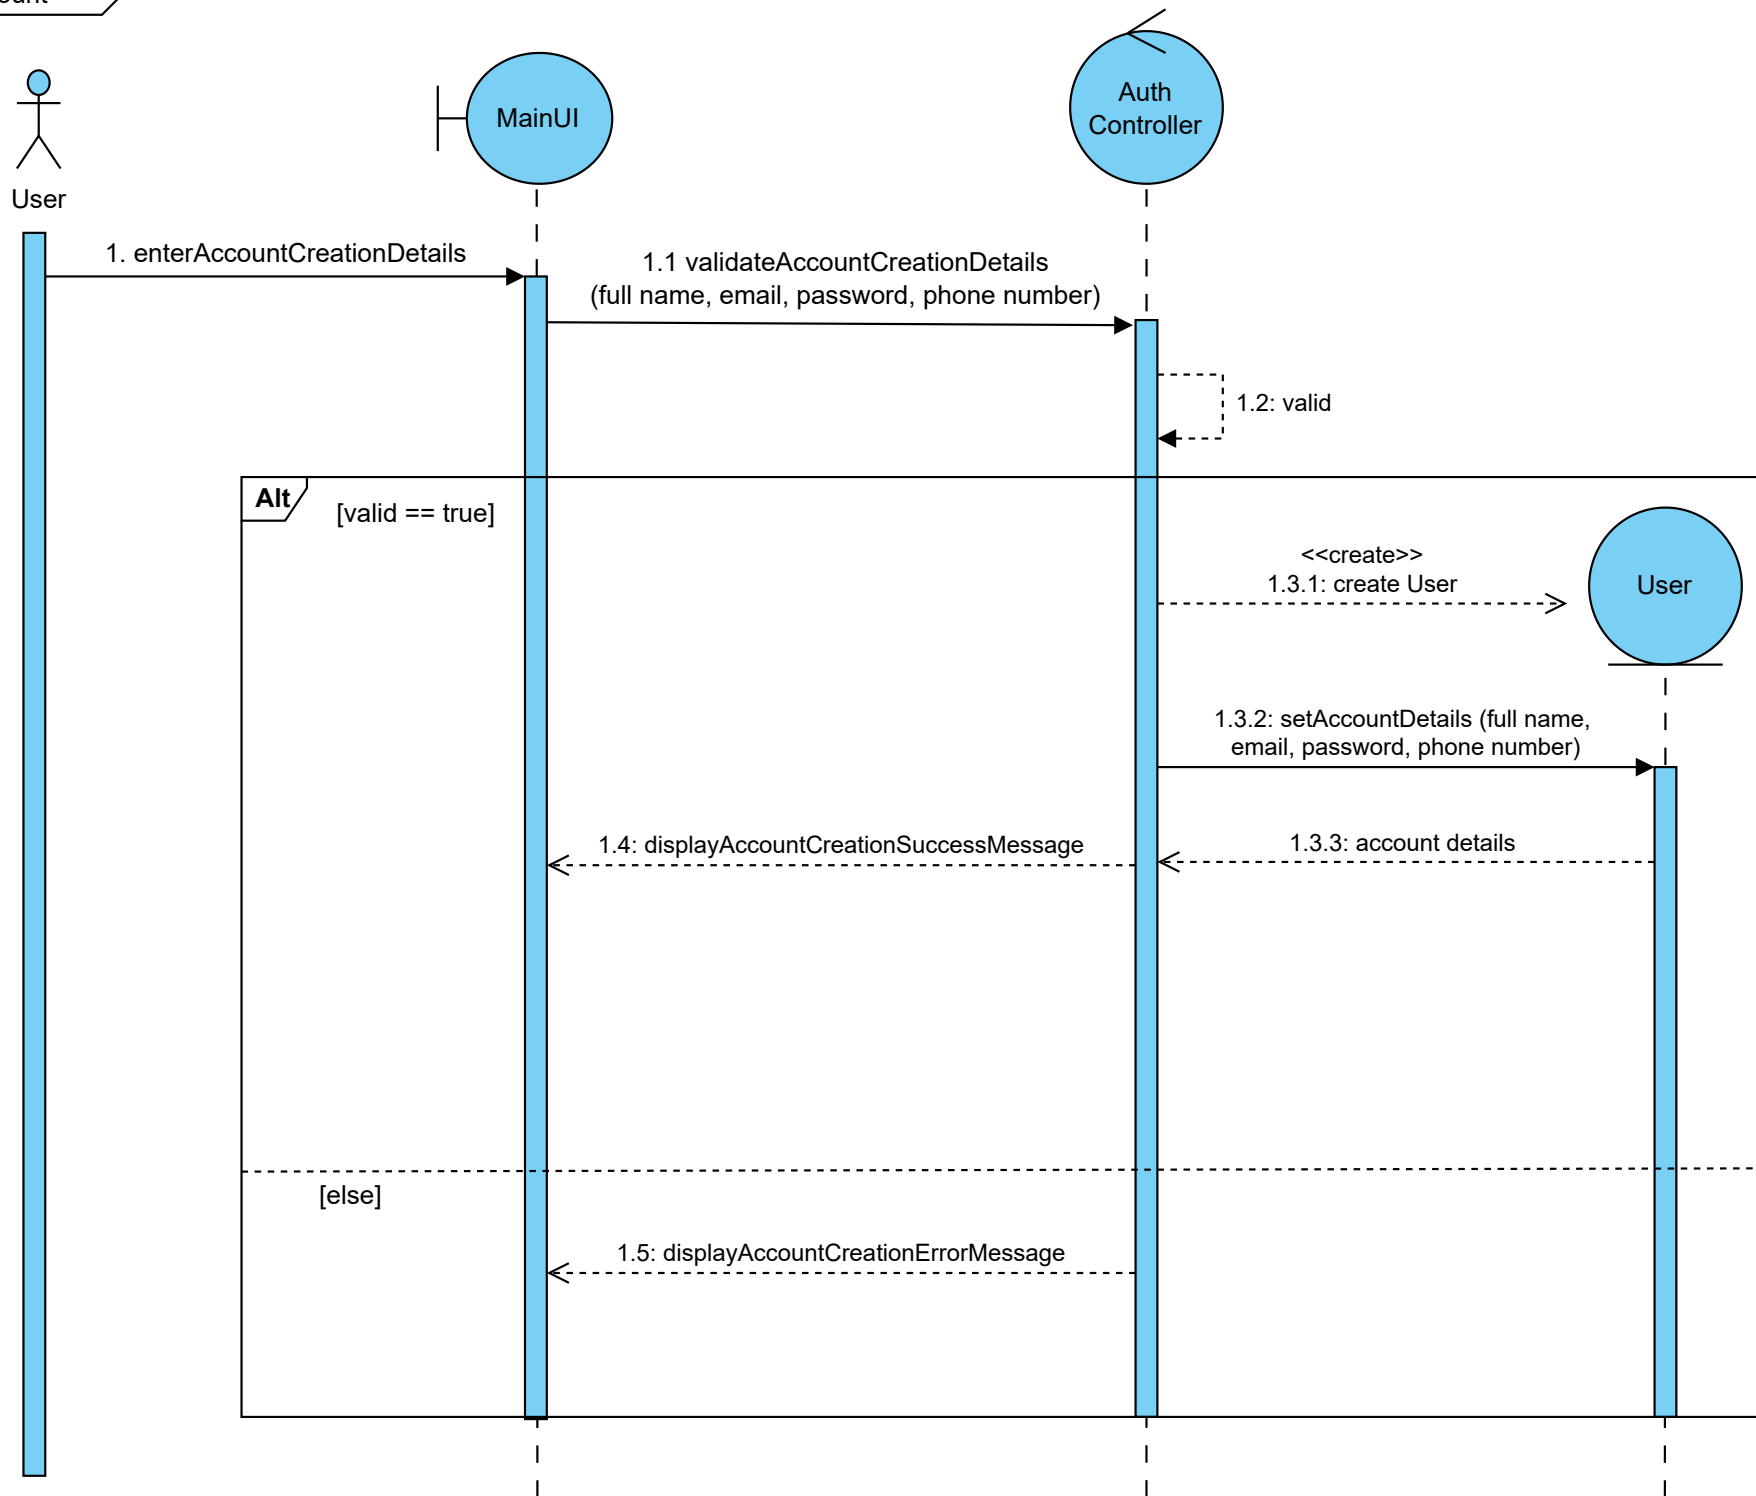 MainUI
Auth
Controller
User
1. enterAccountCreationDetails
1.1 validateAccountCreationDetails
(full name, email, password, phone number)
1.2: valid
Alt
[valid == true]
<<create>>
1.3.1: create User
User
1.3.2: setAccountDetails (full name,
email, password, phone number)
1.4: displayAccountCreationSuccessMessage
1.3.3: account details
[else]
1.5: displayAccountCreationErrorMessage